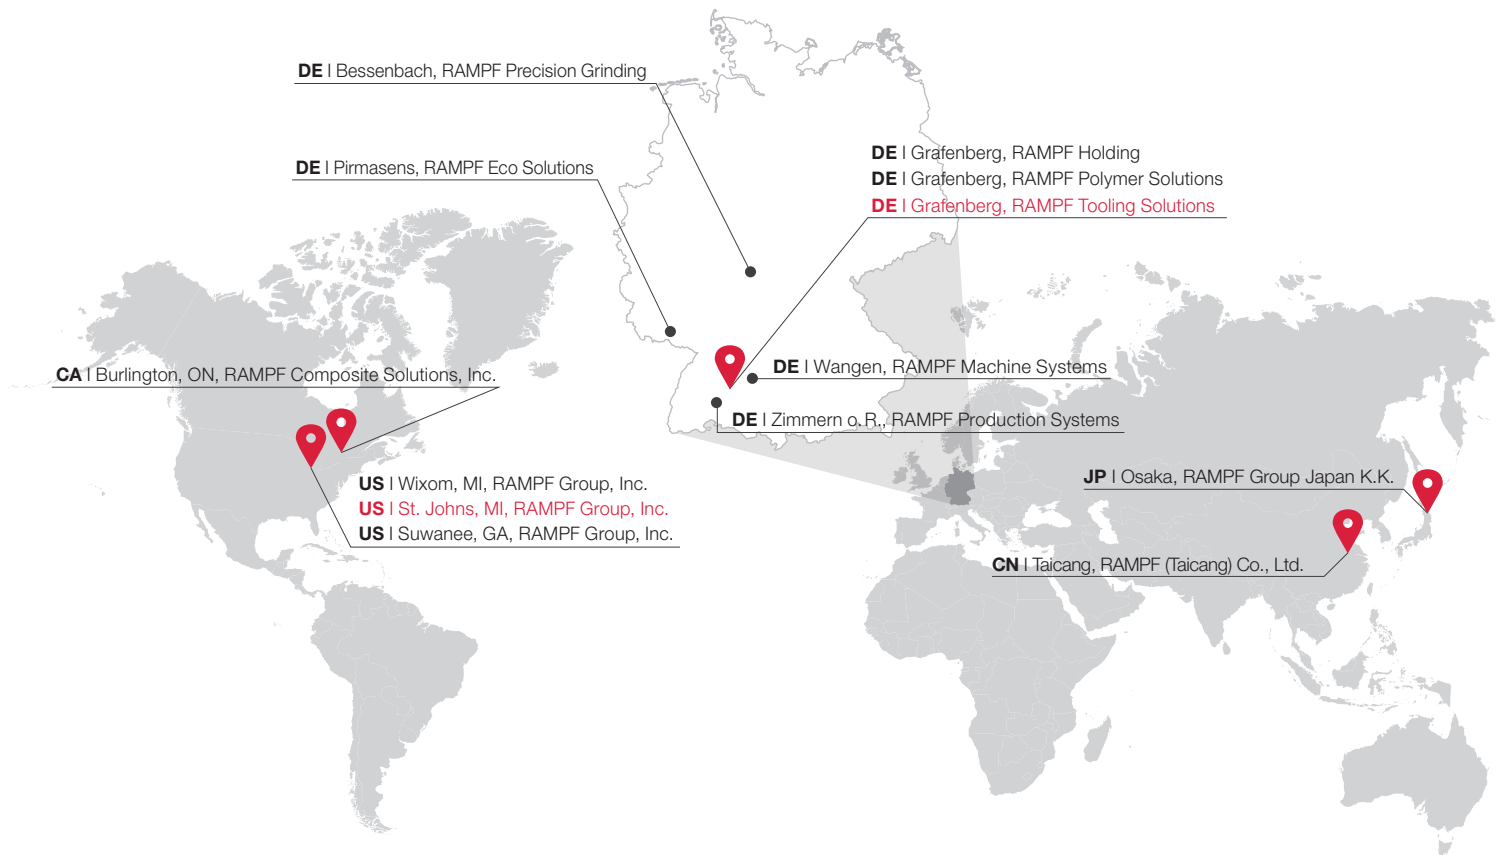 DE | Bessenbach, RAMPF Precision Grinding
DE | Pirmasens, RAMPF Eco Solutions
DE | Grafenberg, RAMPF Holding
DE | Grafenberg, RAMPF Polymer Solutions
DE | Grafenberg, RAMPF Tooling Solutions
DE | Wangen, RAMPF Machine Systems
DE | Zimmern o. R., RAMPF Production Systems
CA | Burlington, ON, RAMPF Composite Solutions, Inc.
US | Wixom, MI, RAMPF Group, Inc.
US | St. Johns, MI, RAMPF Group, Inc.
US | Suwanee, GA, RAMPF Group, Inc.
JP | Osaka, RAMPF Group Japan K.K.
CN | Taicang, RAMPF (Taicang) Co., Ltd.